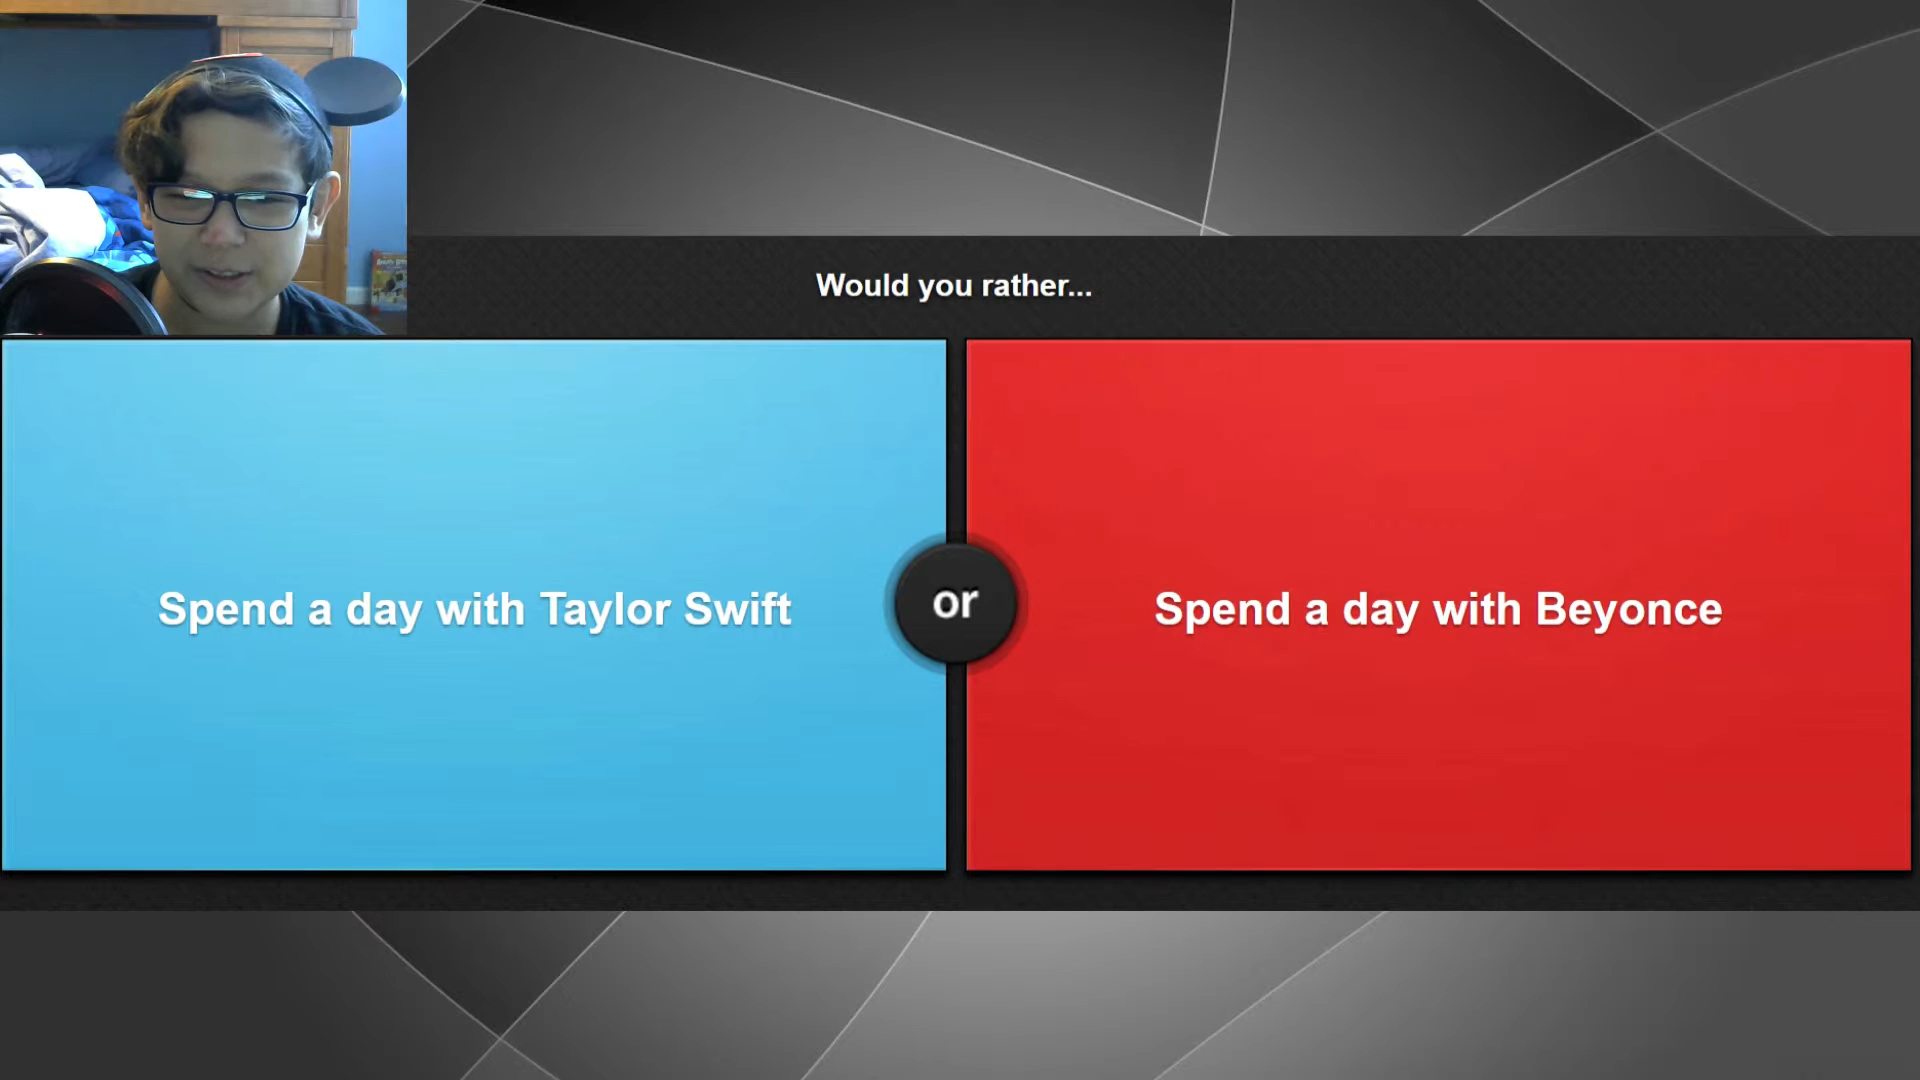 Would you rather...
Spend a day with Taylor Swift
or
Spend a day with Beyonce